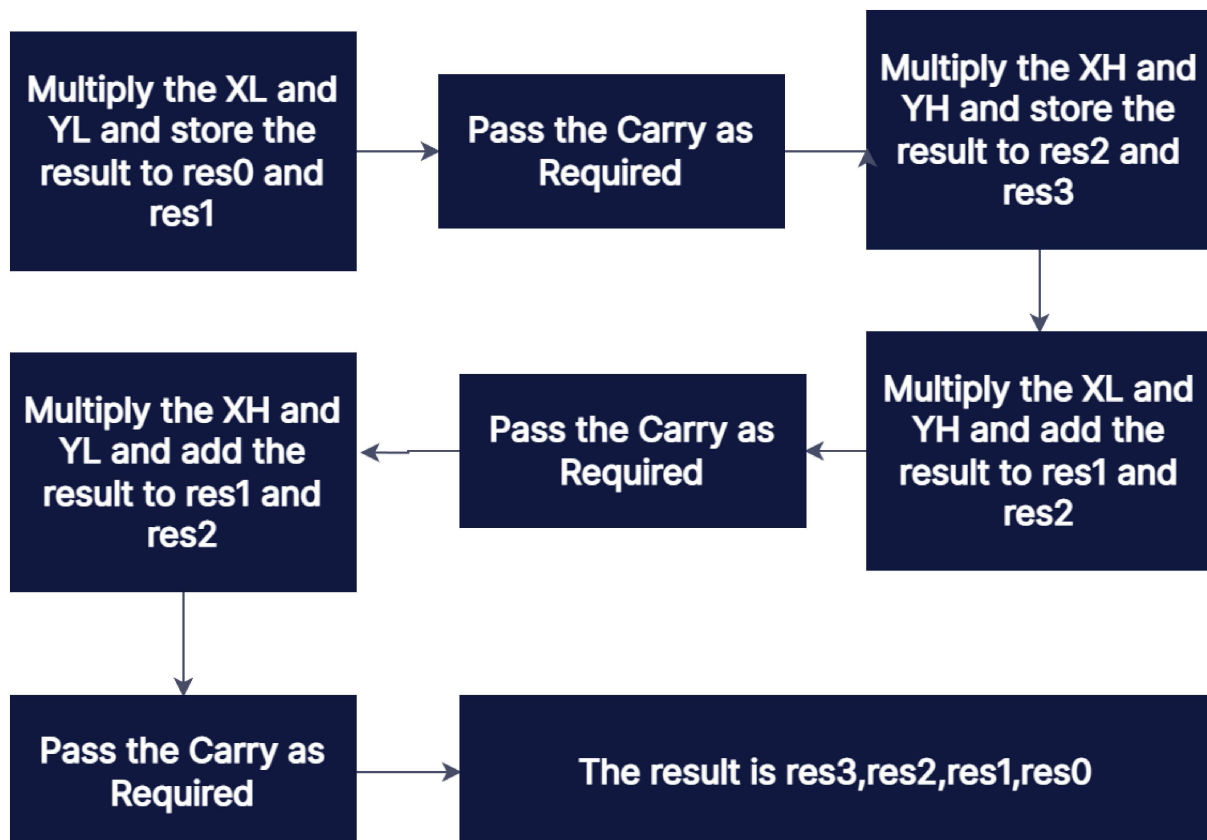 Multiply the XL and
YL and store the
result to res0 and
res1
Pass the Carry as
Required
Multiply the XH and
YH and store the
result to res2 and
res3
Multiply the XL and
YH and add the
result to res1 and
res2
Pass the Carry as
Required
Multiply the XH and
YL and add the
result to res1 and
res2
Pass the Carry as
Required
The result is res3,res2,res1,res0